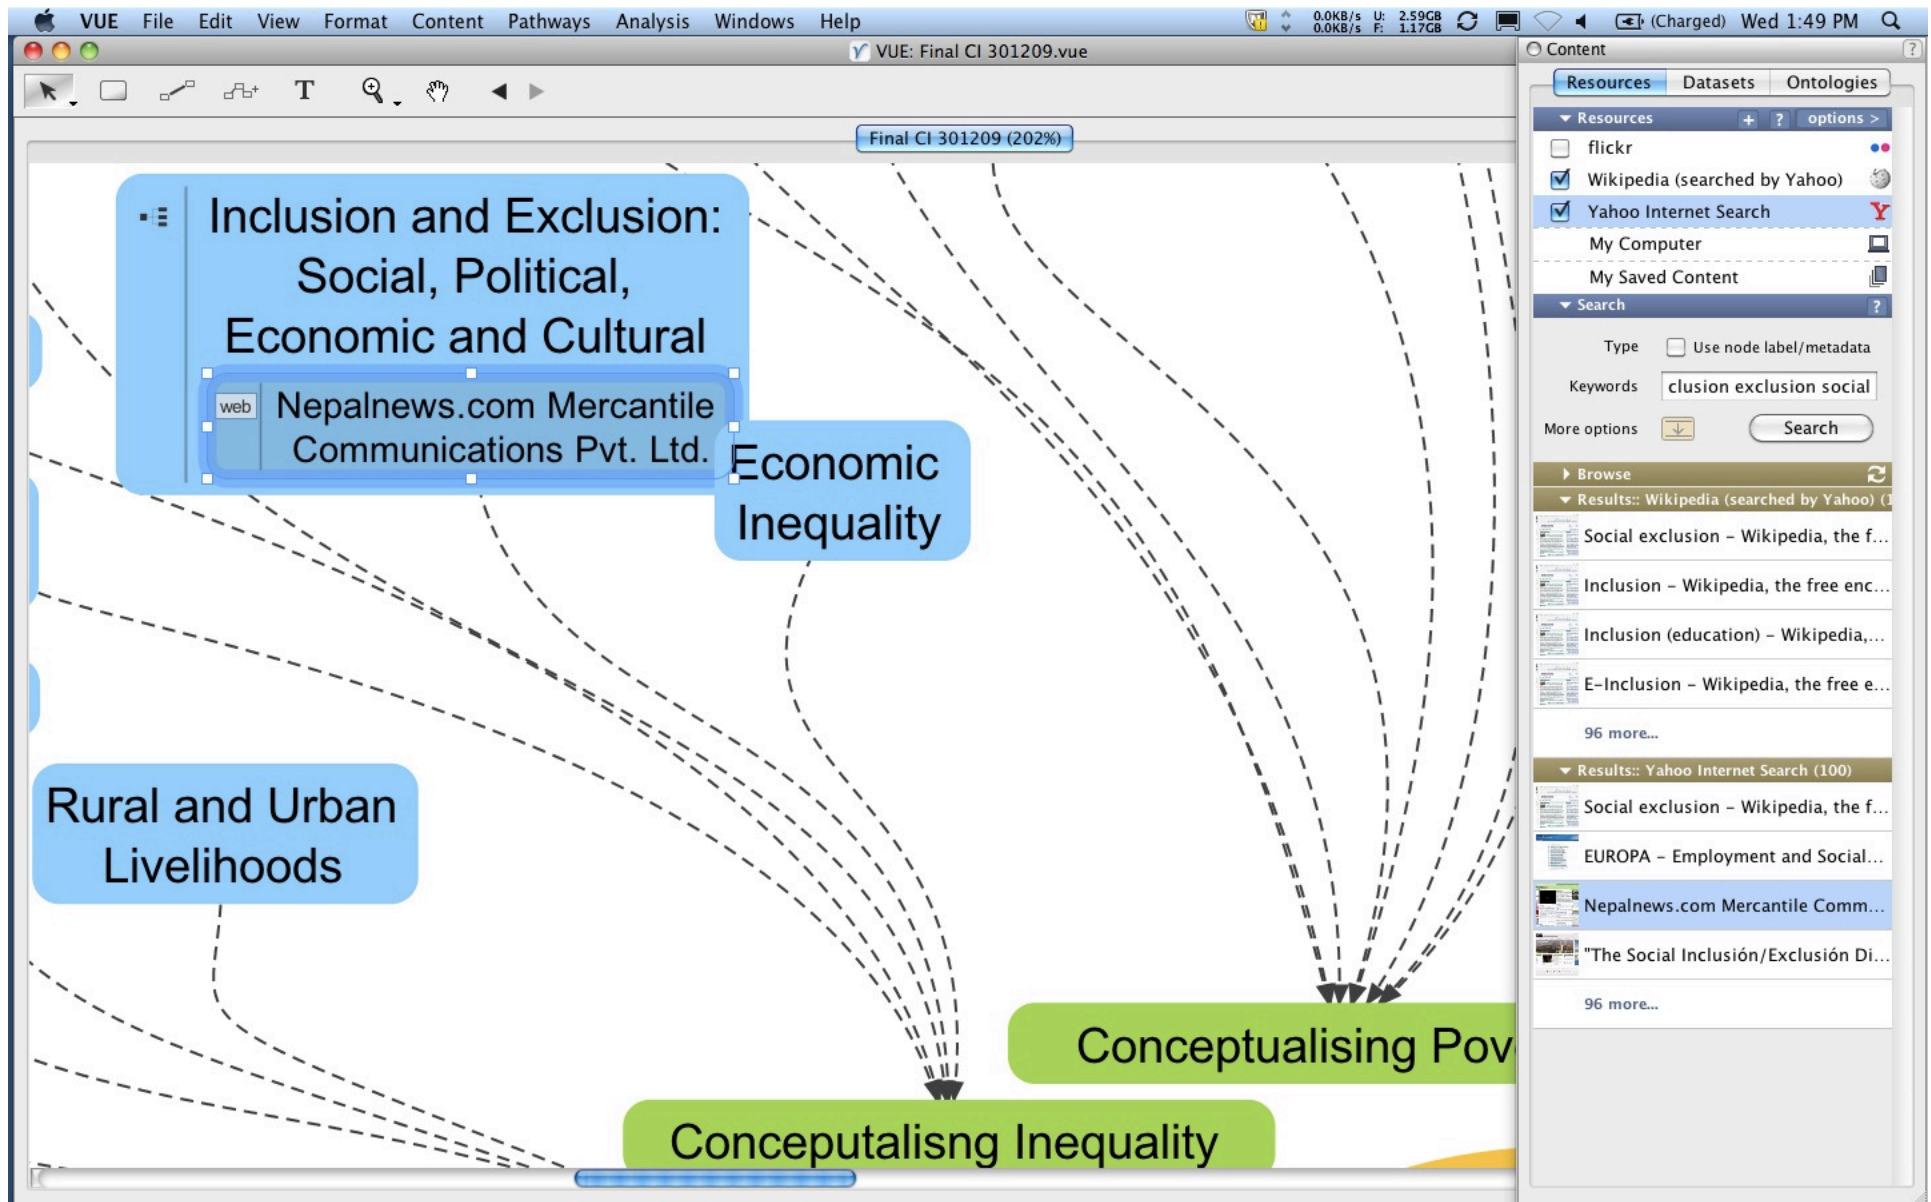 VUE File Edit View Format Content Pathways Analysis Windows Help
0.0KB/s U: 2.59GB
0.0KB/s F: 1.17GB
(Charged) Wed 1:49 PM
VUE: Final CI 301209.vue
T
Final CI 301209 (202%)
Inclusion and Exclusion:
Social, Political,
Economic and Cultural
web
Nepalnews.com Mercantile
Communications Pvt. Ltd.
Economic
Inequality
Rural and Urban
Livelihoods
Conceptualising Pov
Conceputalisng Inequality
Content ?
Resources Datasets Ontologies
Resources + ? options >
flickr
Wikipedia (searched by Yahoo)
Yahoo Internet Search Y
My Computer
My Saved Content
Search ?
Type Use node label/metadata
Keywords clusion exclusion social
More options Search
Browse
Results:: Wikipedia (searched by Yahoo) (1
Social exclusion – Wikipedia, the f...
Inclusion – Wikipedia, the free enc...
Inclusion (education) – Wikipedia,...
E-Inclusion – Wikipedia, the free e...
96 more...
Results:: Yahoo Internet Search (100)
Social exclusion – Wikipedia, the f...
EUROPA – Employment and Social...
Nepalnews.com Mercantile Comm...
"The Social Inclusión/Exclusión Di...
96 more...